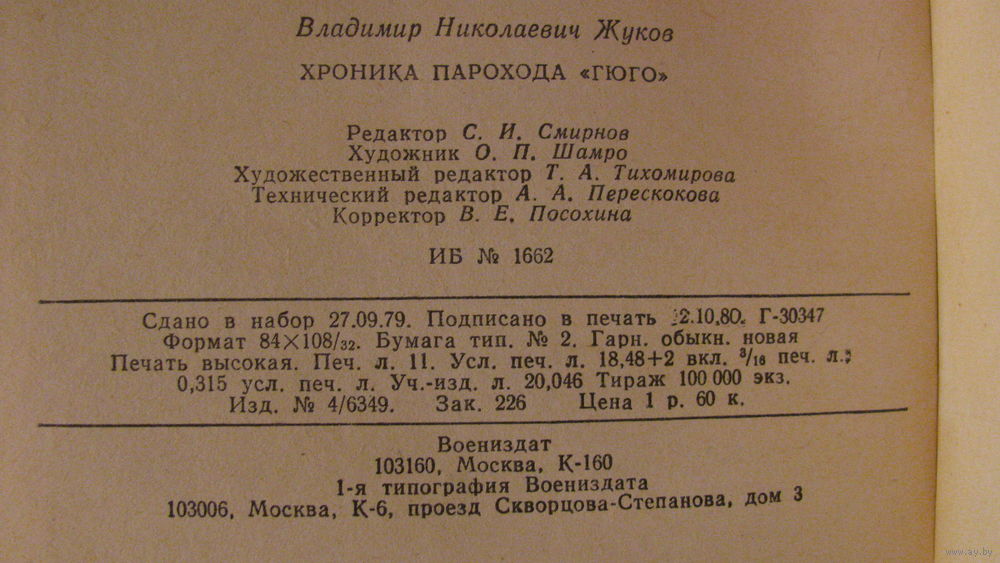 Владимир Николаевич Жуков
ХРОНИКА ПАРОХОДА «ГЮГО»
Редактор С. И. Смирнов
Художник О. П. Шамро
Художественный редактор Т. А. Тихомирова
Технический редактор А. А. Перескокова
Корректор В. Е. Посохина
ИБ № 1662
Сдано в набор 27.09.79. Подписано в печать Г-30347
Формат 84×108/32. Бумага тип. № 2. Гарн. обыкн. новая
Печать высокая. Печ. л. 11. Усл. печ. л. 18,48+2 вкл. 3/16 печ. л.;
0,315 усл. печ. л. Уч.-изд. л. 20,046 Тираж 100 000 экз.
Изд. № 4/6349. Зак. 226 Цена 1 р. 60 к.
Воениздат
103160, Москва, К-160
1-я типография Воениздата
103006, Москва, К-6, проезд Скворцова-Степанова, дом 3
www.ay.by